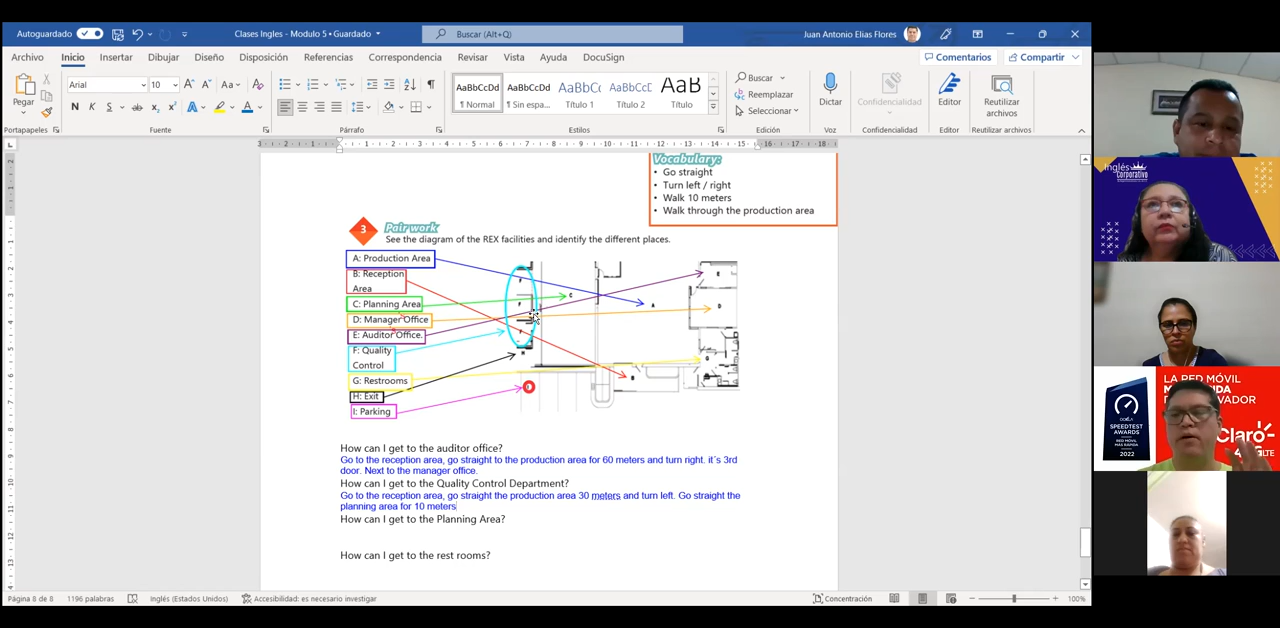 Autoguardado
Clases Ingles - Modulo 5 • Guardado
Buscar (Alt+Q)
Juan Antonio Elias Flores
Archivo Inicio Insertar Dibujar Diseño Disposición Referencias Correspondencia Revisar Vista Ayuda DocuSign
Comentarios Compartir
Pegar
Arial 10
N K S ab
AaBbCcDd AaBbCcDd AaBbCc AaBbCcC AaB
¶ Normal ¶ Sin espa... Título 1 Título 2 Título
Buscar
Reemplazar
Seleccionar
Dictar
Confidencialidad
Editor
Reutilizar archivos
Portapapeles Fuente Párrafo Estilos Edición Voz Confidencialidad Editor Reutilizar archivos
Vocabulary:
• Go straight
• Turn left / right
• Walk 10 meters
• Walk through the production area
3 Pair work
See the diagram of the REX facilities and identify the different places.
A: Production Area
B: Reception
Area
C: Planning Area
D: Manager Office
E: Auditor Office.
F: Quality
Control
G: Restrooms
H: Exit
I: Parking
How can I get to the auditor office?
Go to the reception area, go straight to the production area for 60 meters and turn right. it´s 3rd
door. Next to the manager office.
How can I get to the Quality Control Department?
Go to the reception area, go straight the production area 30 meters and turn left. Go straight the
planning area for 10 meters
How can I get to the Planning Area?
How can I get to the rest rooms?
Página 8 de 8 1196 palabras Inglés (Estados Unidos) Accesibilidad: es necesario investigar
Concentración 100%
Inglés
Corporativo
LA RED MÓVIL
SPEEDTEST
AWARDS
2022
Claro